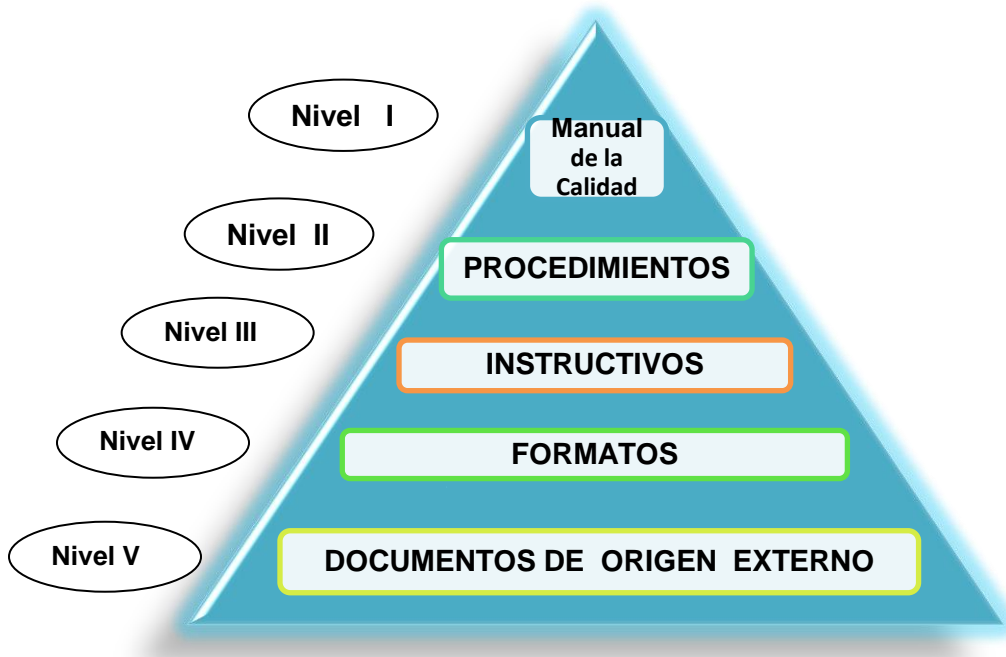 Nivel I
Manual
de la
Calidad
Nivel II
PROCEDIMIENTOS
Nivel III
INSTRUCTIVOS
Nivel IV
FORMATOS
Nivel V
DOCUMENTOS DE ORIGEN EXTERNO